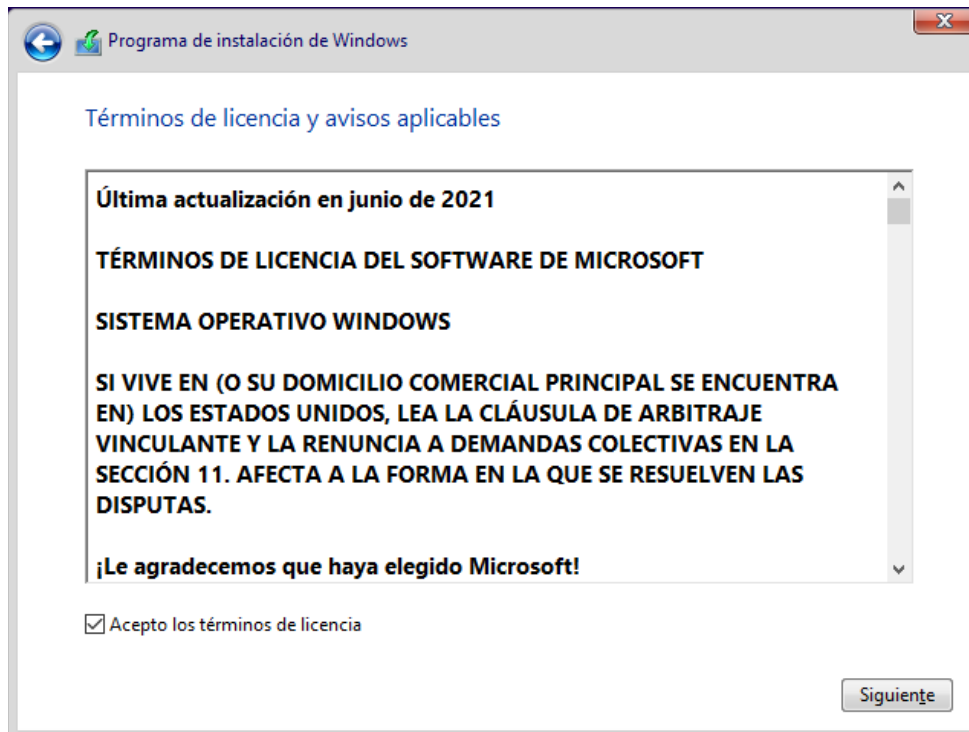 Programa de instalación de Windows
Términos de licencia y avisos aplicables
Última actualización en junio de 2021
TÉRMINOS DE LICENCIA DEL SOFTWARE DE MICROSOFT
SISTEMA OPERATIVO WINDOWS
SI VIVE EN (O SU DOMICILIO COMERCIAL PRINCIPAL SE ENCUENTRA
EN) LOS ESTADOS UNIDOS, LEA LA CLÁUSULA DE ARBITRAJE
VINCULANTE Y LA RENUNCIA A DEMANDAS COLECTIVAS EN LA
SECCIÓN 11. AFECTA A LA FORMA EN LA QUE SE RESUELVEN LAS
DISPUTAS.
¡Le agradecemos que haya elegido Microsoft!
Acepto los términos de licencia
Siguiente